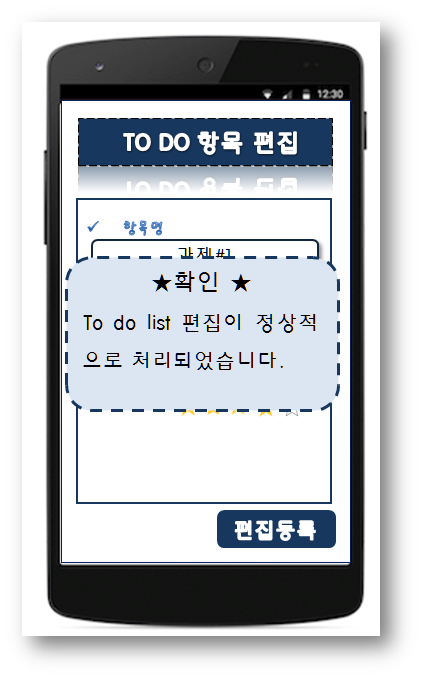 12:30
TO DO 항목 편집
✓ 항목명
과제#1
★확인 ★
To do list 편집이 정상적
으로 처리되었습니다.
편집등록